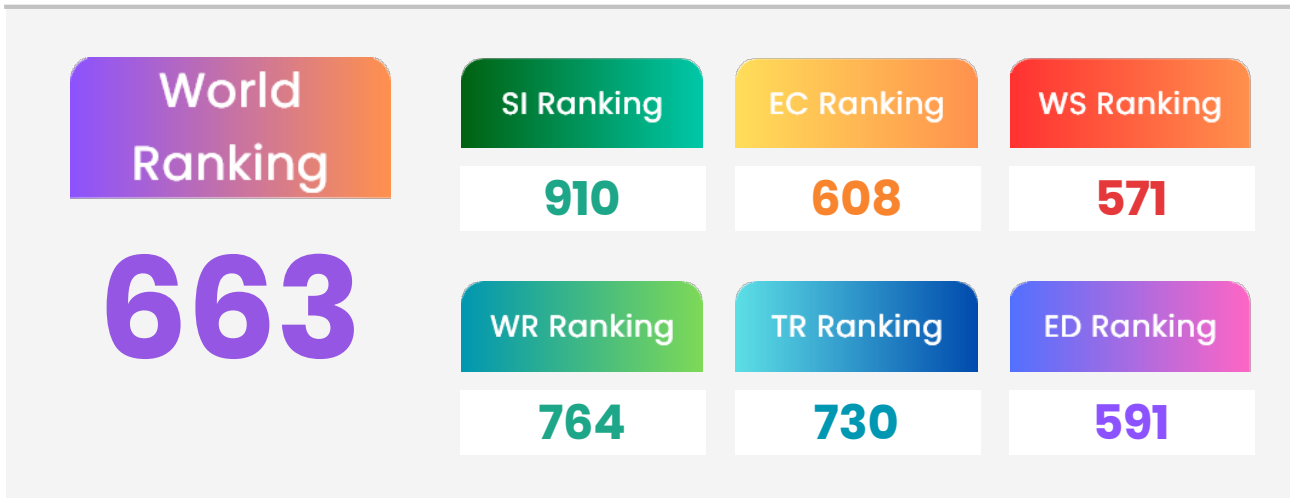 World
Ranking
663
SI Ranking
910
EC Ranking
608
WS Ranking
571
WR Ranking
764
TR Ranking
730
ED Ranking
591